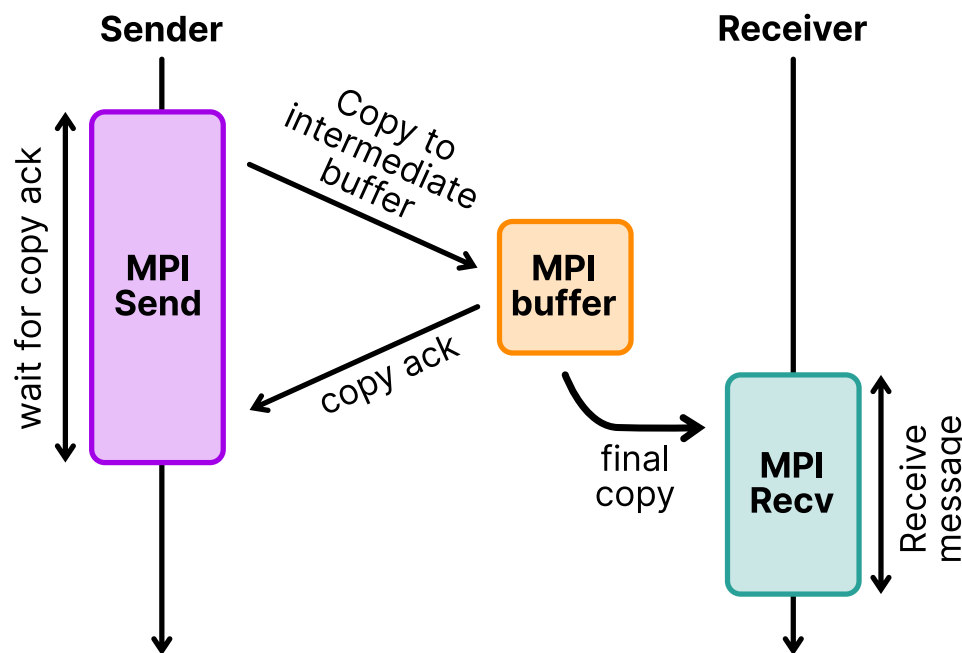 Sender
Receiver
wait for copy ack
MPI
Send
Copy to
intermediate
buffer
MPI
buffer
copy ack
final
copy
MPI
Recv
Receive
message